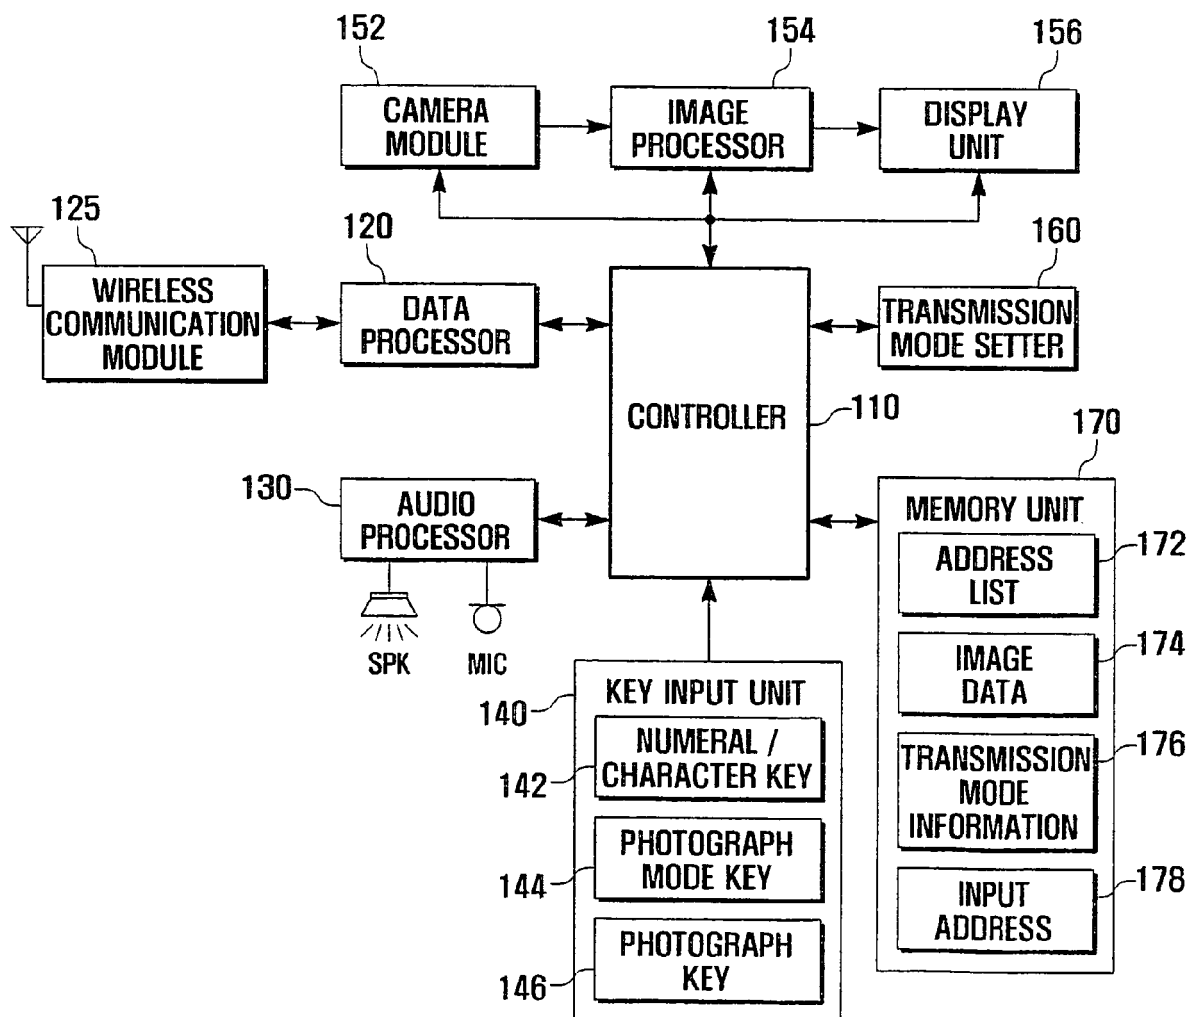 152
154
156
CAMERA
MODULE
IMAGE
PROCESSOR
DISPLAY
UNIT
125
120
160
WIRELESS
COMMUNICATION
MODULE
DATA
PROCESSOR
TRANSMISSION
MODE SETTER
CONTROLLER
110
170
130
AUDIO
PROCESSOR
SPK
MIC
MEMORY UNIT
ADDRESS
LIST
172
IMAGE
DATA
174
TRANSMISSION
MODE
INFORMATION
176
INPUT
ADDRESS
178
140
KEY INPUT UNIT
NUMERAL /
CHARACTER KEY
142
PHOTOGRAPH
MODE KEY
144
PHOTOGRAPH
KEY
146